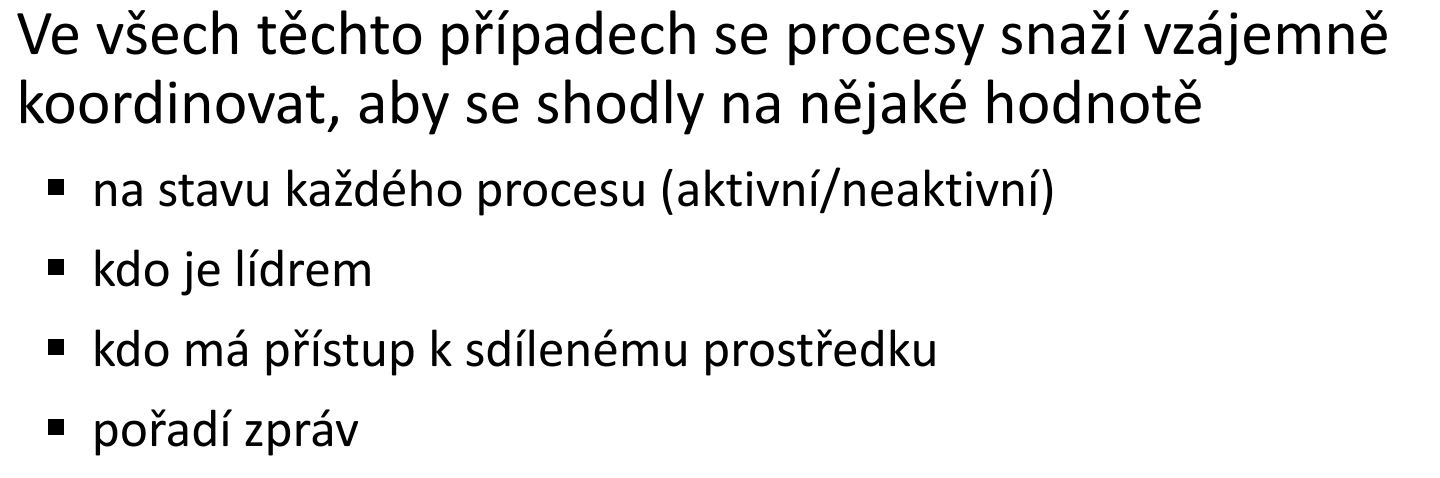 Ve všech těchto případech se procesy snaží vzájemně
koordinovat, aby se shodly na nějaké hodnotě
▪ na stavu každého procesu (aktivní/neaktivní)
▪ kdo je lídrem
▪ kdo má přístup k sdílenému prostředku
▪ pořadí zpráv